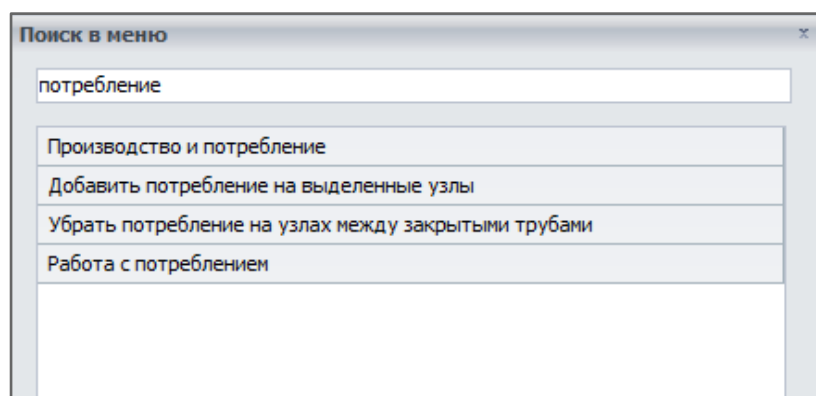 Поиск в меню
потребление
Производство и потребление
Добавить потребление на выделенные узлы
Убрать потребление на узлах между закрытыми трубами
Работа с потреблением